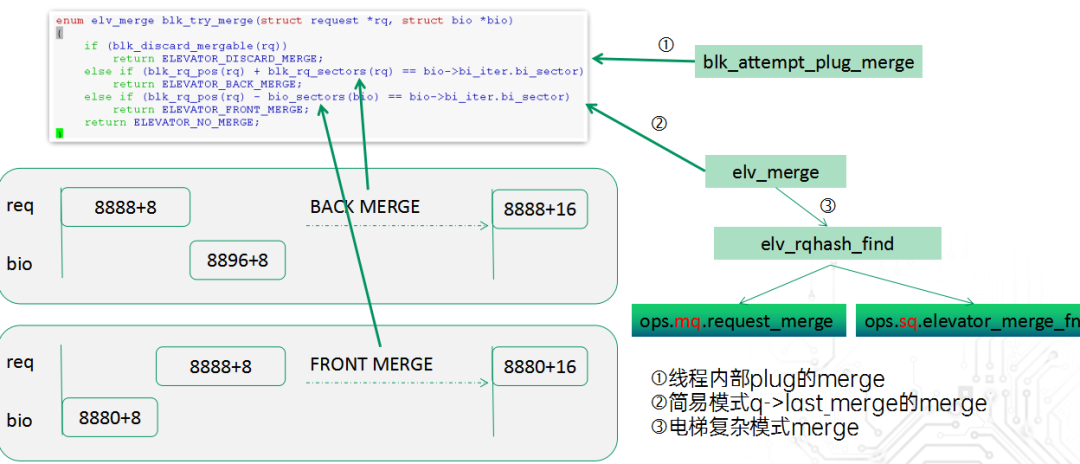 enum elv_merge blk_try_merge(struct request *rq, struct bio *bio)
{
if (blk_discard_mergable(rq))
return ELEVATOR_DISCARD_MERGE;
else if (blk_rq_pos(rq) + blk_rq_sectors(rq) == bio->bi_iter.bi_sector)
return ELEVATOR_BACK_MERGE;
else if (blk_rq_pos(rq) - bio_sectors(bio) == bio->bi_iter.bi_sector)
return ELEVATOR_FRONT_MERGE;
return ELEVATOR_NO_MERGE;
}
①
blk_attempt_plug_merge
②
elv_merge
③
elv_rqhash_find
ops.mq.request_merge
ops.sq.elevator_merge_fn
req
8888+8
BACK MERGE
8888+16
bio
8896+8
req
8888+8
FRONT MERGE
8880+16
bio
8880+8
①线程内部plug的merge
②简易模式q->last_merge的merge
③电梯复杂模式merge